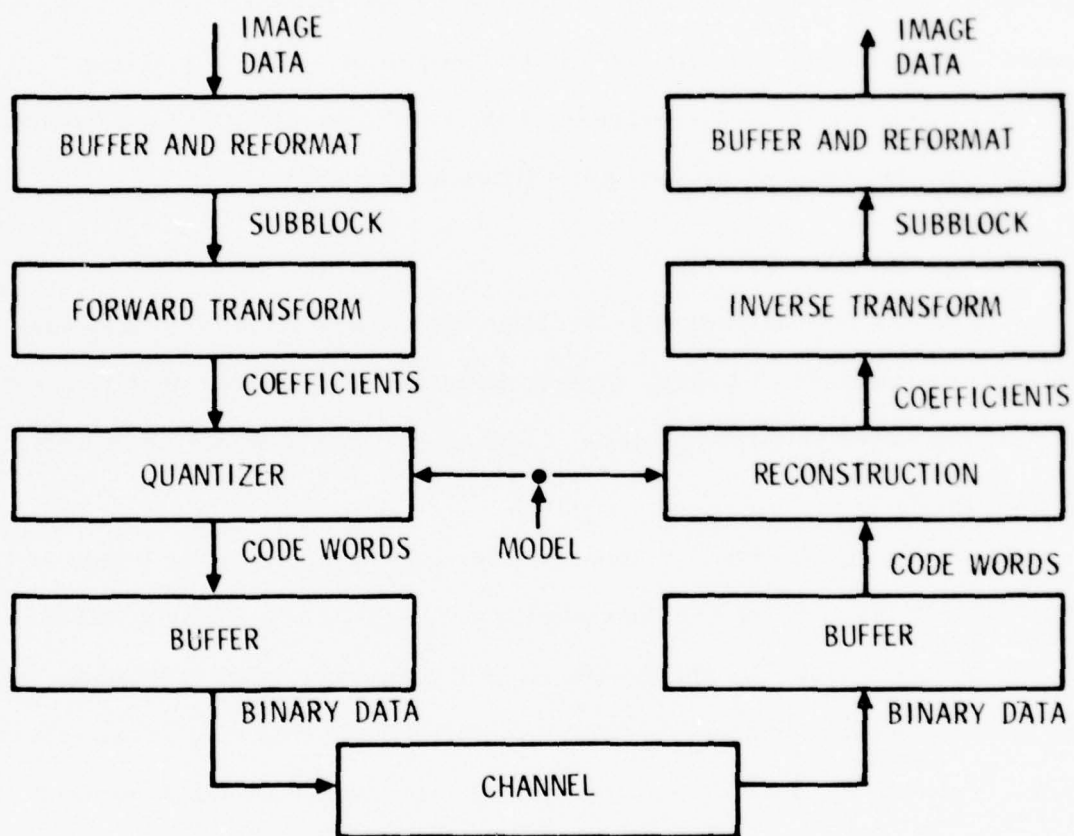 IMAGE
DATA
BUFFER AND REFORMAT
SUBBLOCK
FORWARD TRANSFORM
COEFFICIENTS
QUANTIZER
CODE WORDS
BUFFER
BINARY DATA
CHANNEL
MODEL
IMAGE
DATA
BUFFER AND REFORMAT
SUBBLOCK
INVERSE TRANSFORM
COEFFICIENTS
RECONSTRUCTION
CODE WORDS
BUFFER
BINARY DATA